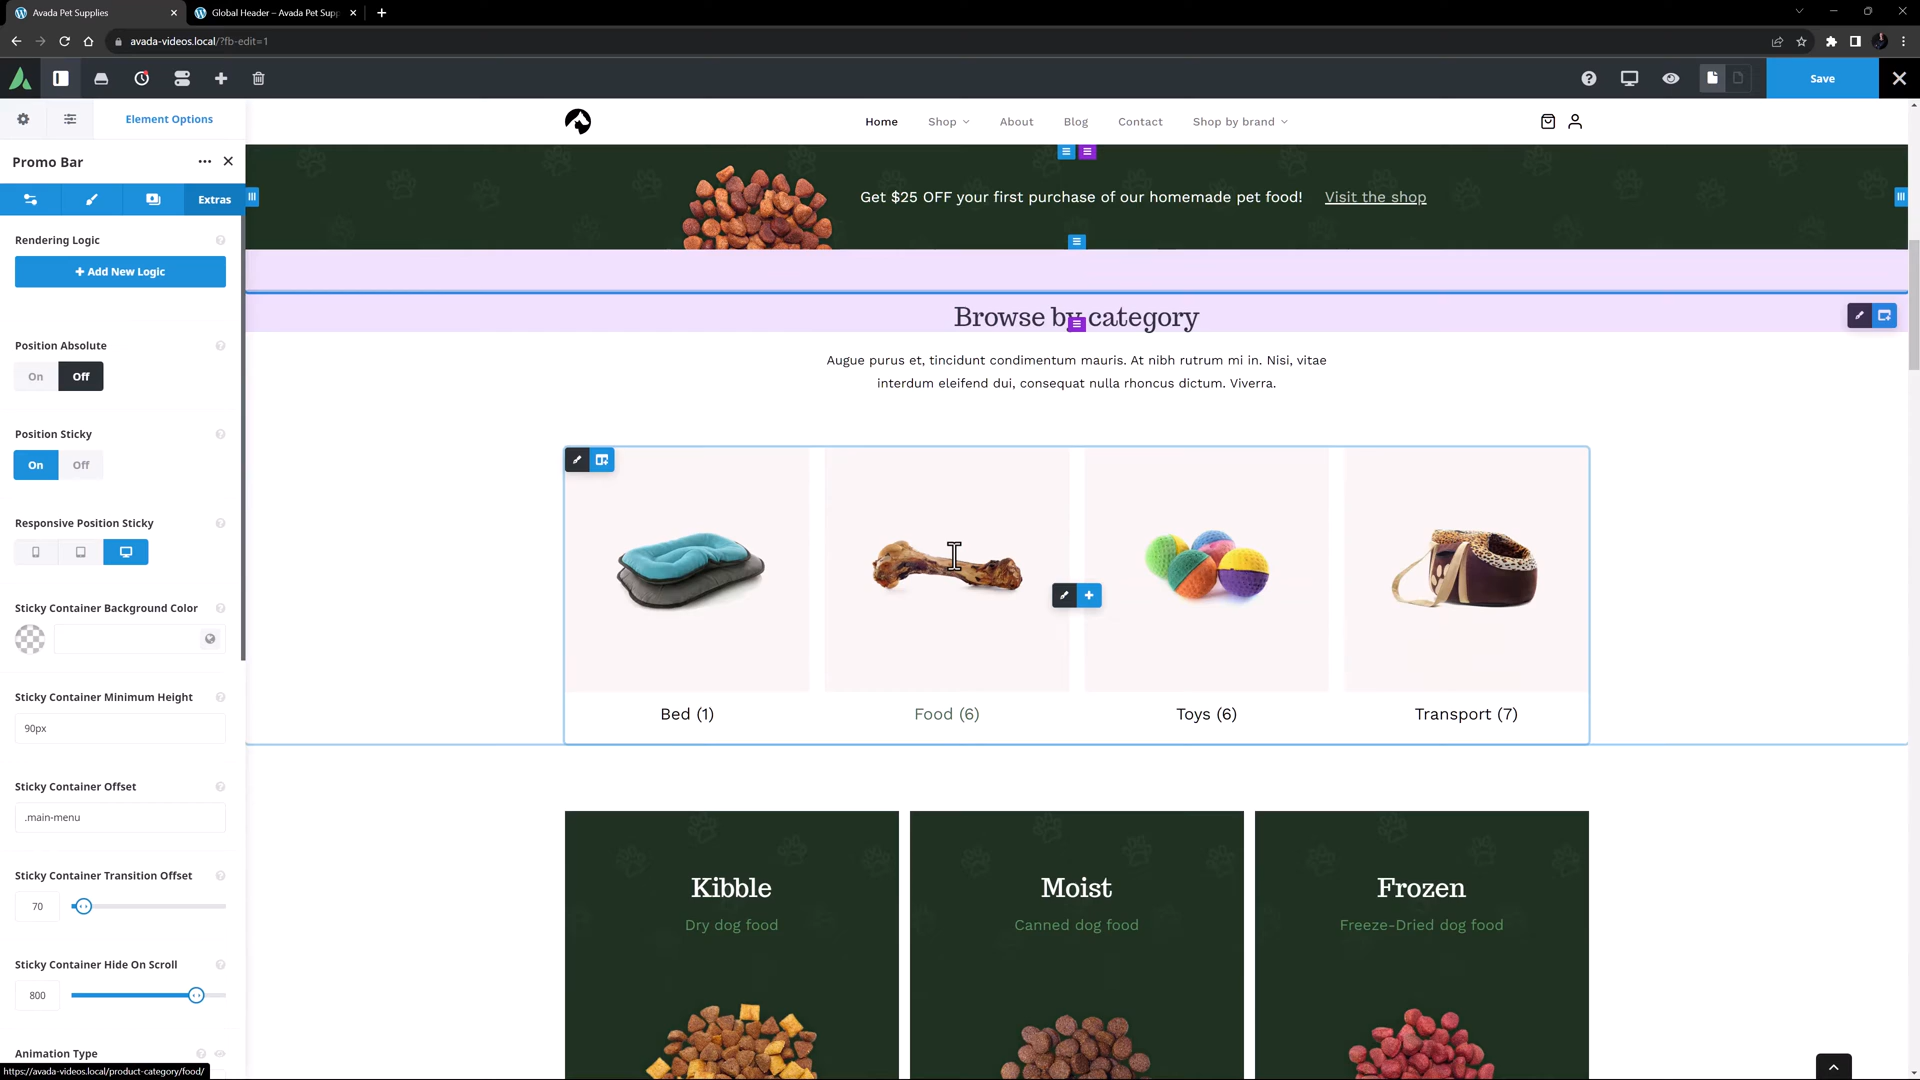 Avada Pet Supplies
Global Header – Avada Pet Supp
avada-videos.local/?fb-edit=1
Save
Element Options
Home
Shop
About
Blog
Contact
Shop by brand
Promo Bar
Extras
Get $25 OFF your first purchase of our homemade pet food!
Visit the shop
Rendering Logic
+ Add New Logic
Browse by category
Augue purus et, tincidunt condimentum mauris. At nibh rutrum mi in. Nisi, vitae
interdum eleifend dui, consequat nulla rhoncus dictum. Viverra.
Position Absolute
On
Off
Position Sticky
On
Off
Responsive Position Sticky
Sticky Container Background Color
Sticky Container Minimum Height
90px
Bed (1)
Food (6)
Toys (6)
Transport (7)
Sticky Container Offset
.main-menu
Sticky Container Transition Offset
70
Sticky Container Hide On Scroll
800
Kibble
Dry dog food
Moist
Canned dog food
Frozen
Freeze-Dried dog food
Animation Type
https://avada-videos.local/product-category/food/